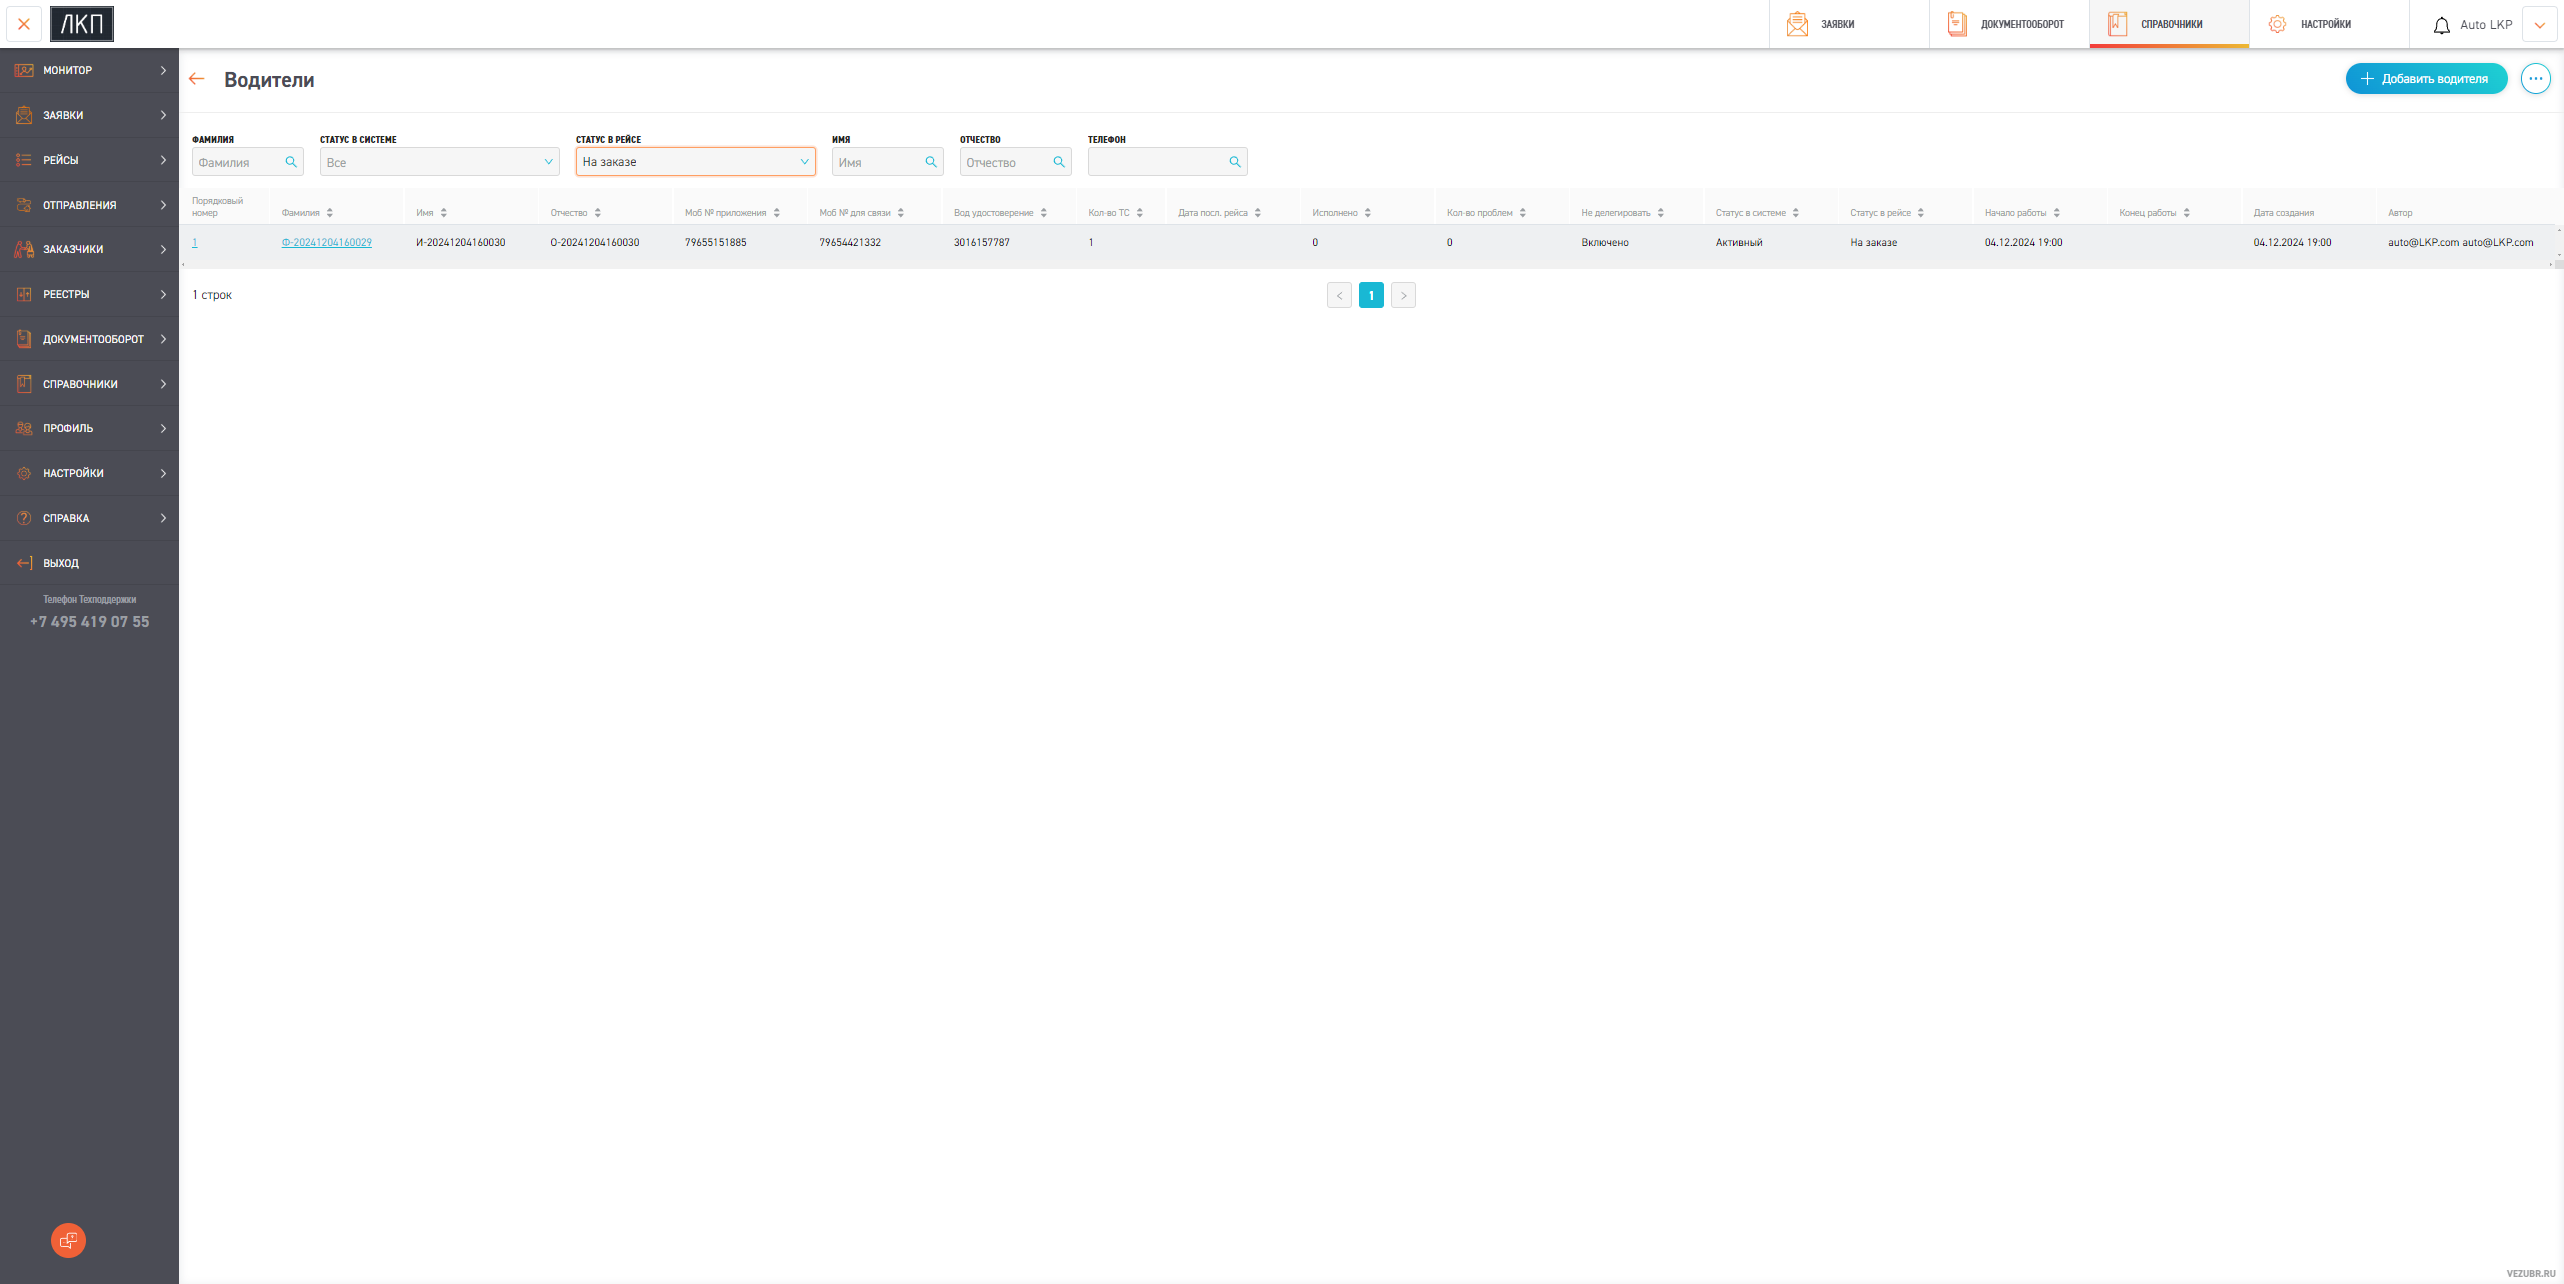 ЛКП
ЗАЯВКИ
ДОКУМЕНТООБОРОТ
СПРАВОЧНИКИ
НАСТРОЙКИ
Auto LKP
МОНИТОР
ЗАЯВКИ
РЕЙСЫ
ОТПРАВЛЕНИЯ
ЗАКАЗЧИКИ
РЕЕСТРЫ
ДОКУМЕНТООБОРОТ
СПРАВОЧНИКИ
ПРОФИЛЬ
НАСТРОЙКИ
СПРАВКА
ВЫХОД
Телефон Техподдержки
+7 495 419 07 55
Водители
Добавить водителя
ФАМИЛИЯ СТАТУС В СИСТЕМЕ СТАТУС В РЕЙСЕ ИМЯ ОТЧЕСТВО ТЕЛЕФОН
Фамилия Все На заказе Имя Отчество
Порядковый номер Фамилия Имя Отчество Моб № приложения Моб № для связи Вод удостоверение Кол-во ТС Дата посл. рейса Исполнено Кол-во проблем Не делегировать Статус в системе Статус в рейсе Начало работы Конец работы Дата создания Автор
1 Ф-20241204160029 И-20241204160030 О-20241204160030 79655151885 79654421332 3016157787 1 0 0 Включено Активный На заказе 04.12.2024 19:00 04.12.2024 19:00 auto@LKP.com auto@LKP.com
1 строк
1
VEZUBR.RU